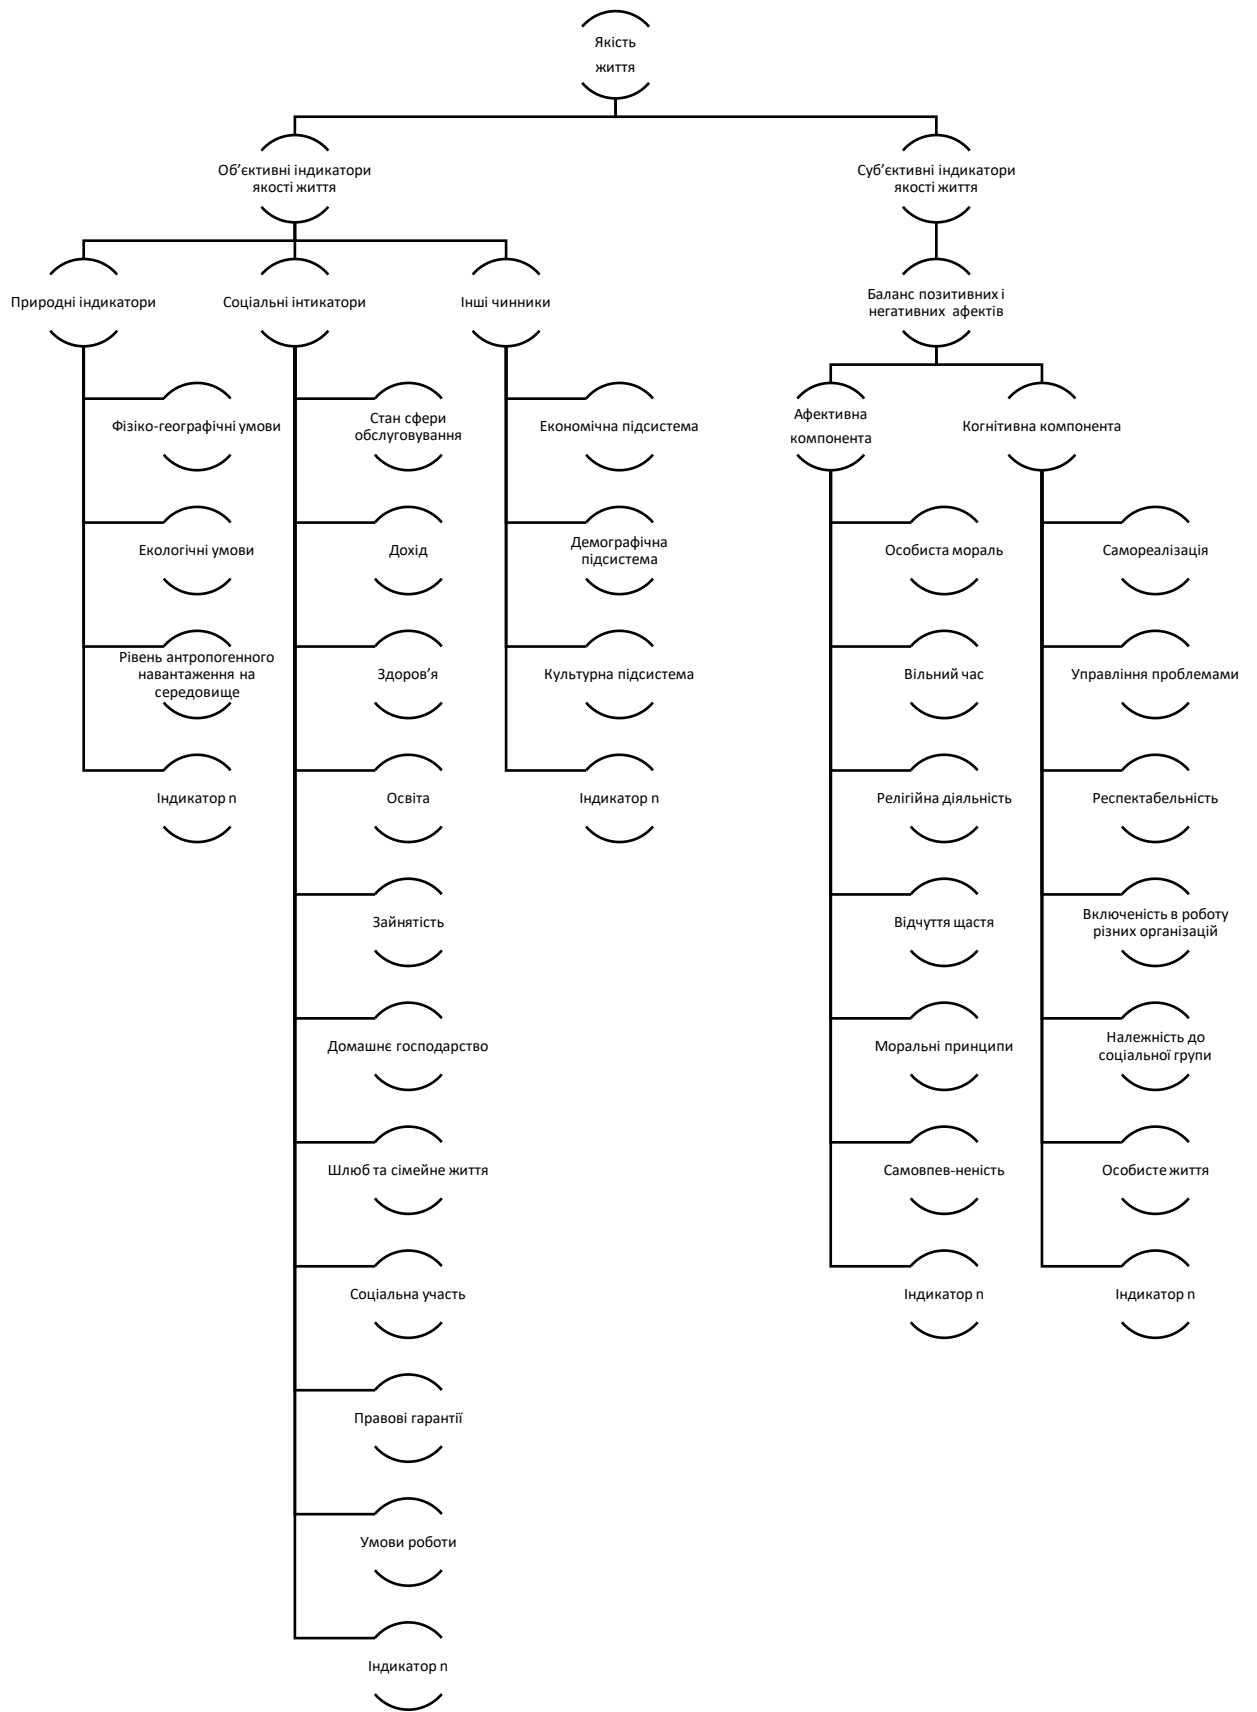 Якість
життя
Об’єктивні індикатори
якості життя
Суб’єктивні індикатори
якості життя
Природні індикатори
Соціальні інтикатори
Інші чинники
Баланс позитивних і
негативних афектів
Фізико-географічні умови
Екологічні умови
Рівень антропогенного
навантаження на
середовище
Індикатор n
Стан сфери
обслуговування
Дохід
Здоров’я
Освіта
Зайнятість
Домашнє господарство
Шлюб та сімейне життя
Соціальна участь
Правові гарантії
Умови роботи
Індикатор n
Економічна підсистема
Демографічна
підсистема
Культурна підсистема
Індикатор n
Афективна
компонента
Когнітивна компонента
Особиста мораль
Вільний час
Релігійна діяльність
Відчуття щастя
Моральні принципи
Самовпев-неність
Індикатор n
Самореалізація
Управління проблемами
Респектабельність
Включеність в роботу
різних організацій
Належність до
соціальної групи
Особисте життя
Індикатор n